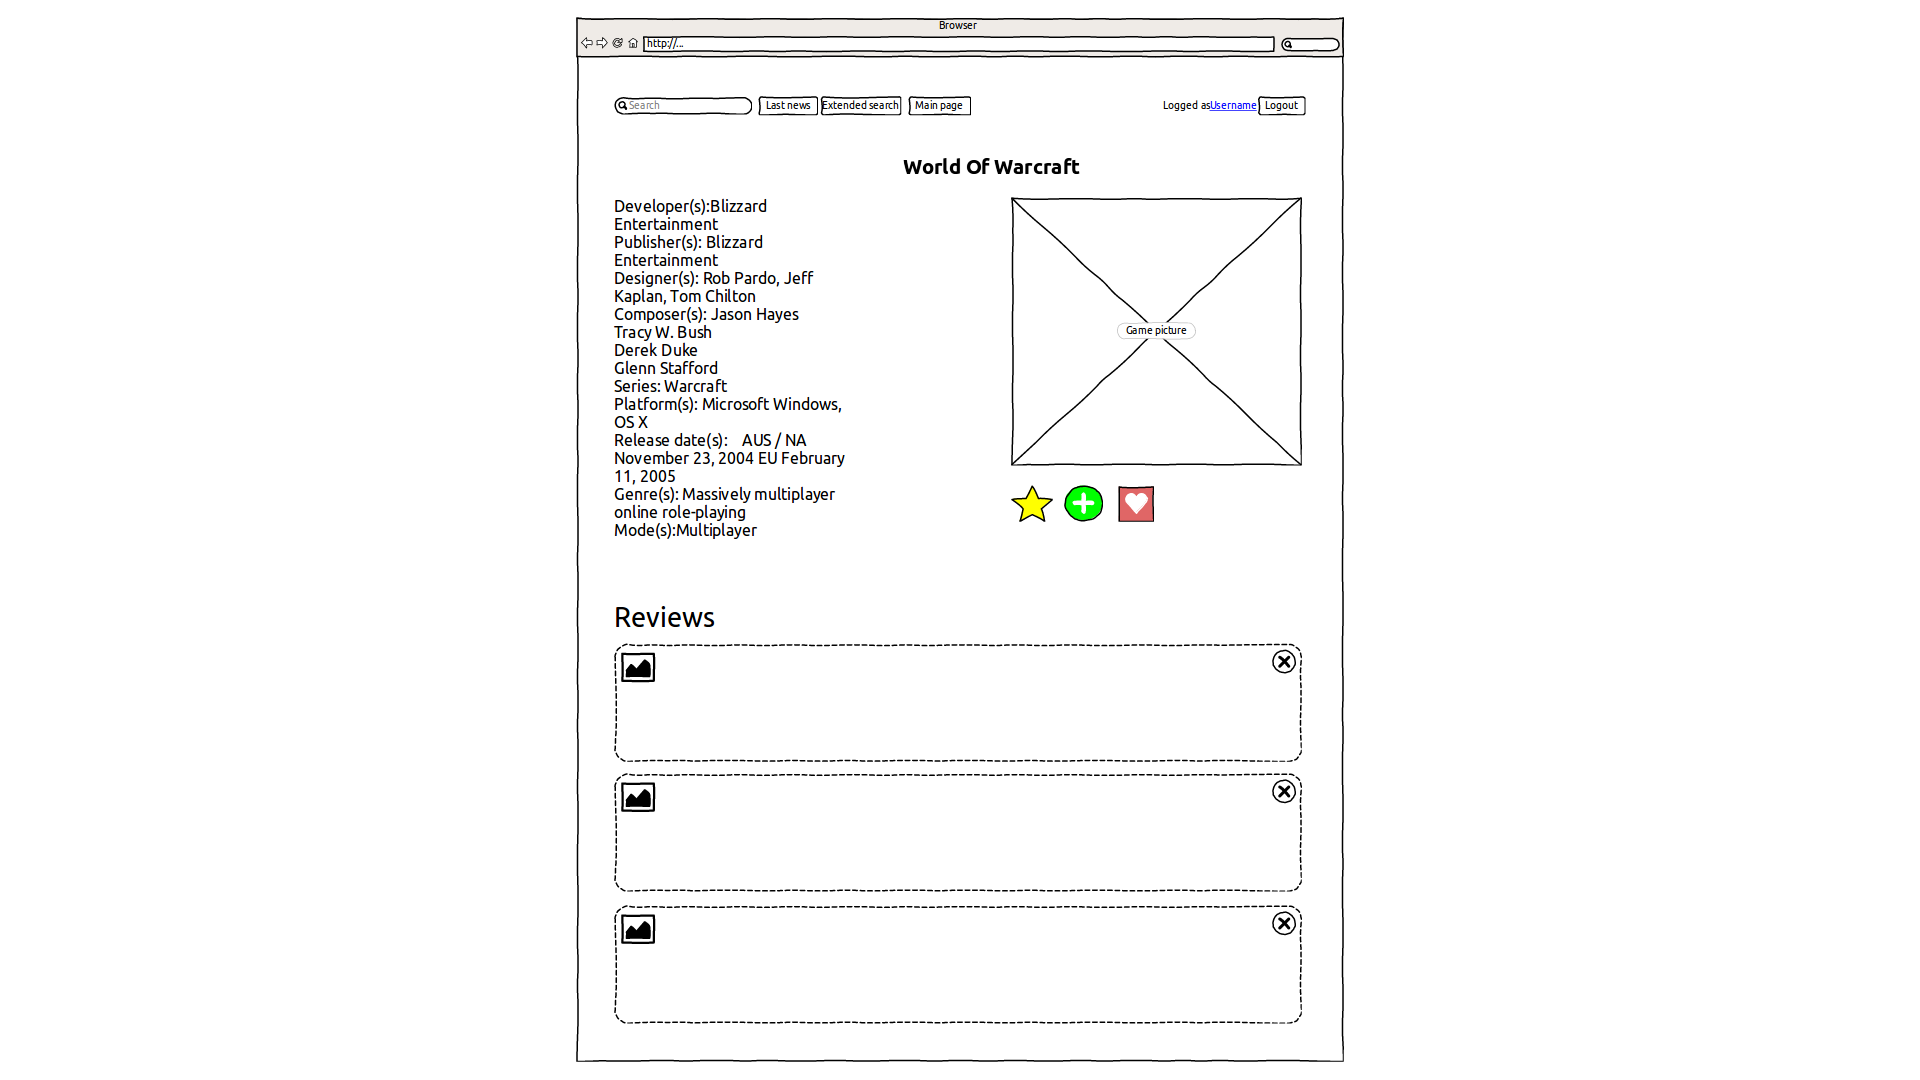 Browser
http://...
Search
Last news
Extended search
Main page
Logged as Username
Logout
World Of Warcraft
Developer(s):Blizzard
Entertainment
Publisher(s): Blizzard
Entertainment
Designer(s): Rob Pardo, Jeff
Kaplan, Tom Chilton
Composer(s): Jason Hayes
Tracy W. Bush
Derek Duke
Glenn Stafford
Series: Warcraft
Platform(s): Microsoft Windows,
OS X
Release date(s): AUS / NA
November 23, 2004 EU February
11, 2005
Genre(s): Massively multiplayer
online role-playing
Mode(s):Multiplayer
Game picture
Reviews